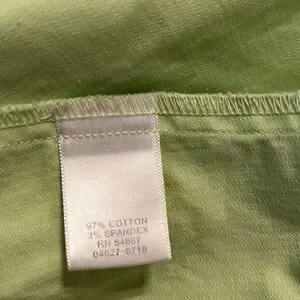 97% COTTON
3% SPANDEX
RN 54867
04827-6718